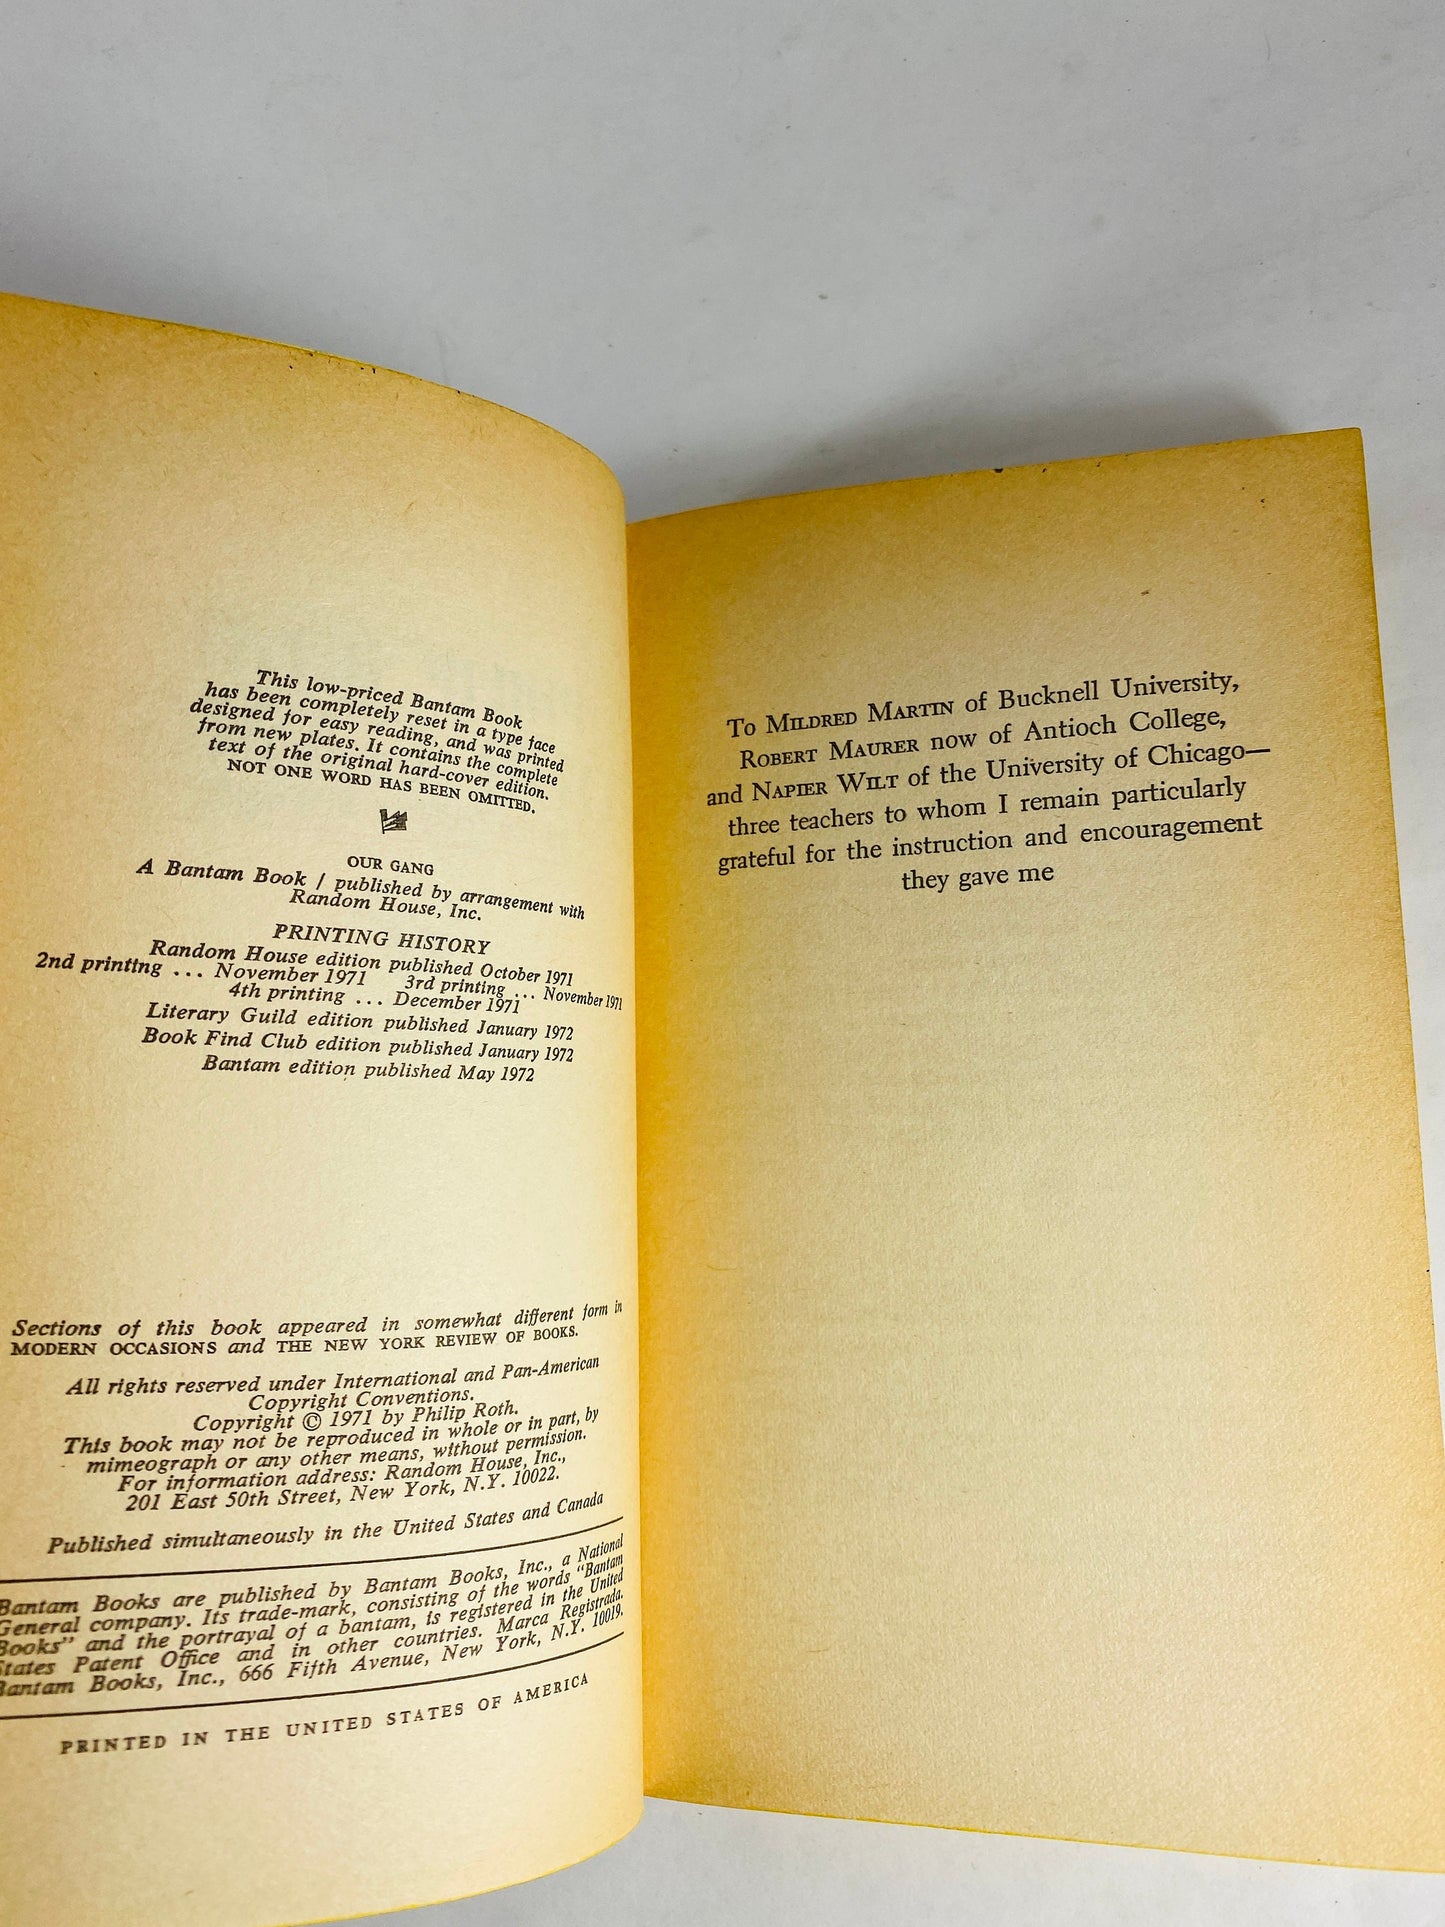 This low-priced Bantam Book
has been completely reset in a type face
designed for easy reading, and was printed
from new plates. It contains the complete
text of the original hard-cover edition.
NOT ONE WORD HAS BEEN OMITTED.
OUR GANG
A Bantam Book / published by arrangement with
Random House, Inc.
PRINTING HISTORY
Random House edition published October 1971
2nd printing ... November 1971 3rd printing ... November 1971
4th printing ... December 1971
Literary Guild edition published January 1972
Book Find Club edition published January 1972
Bantam edition published May 1972
Sections of this book appeared in somewhat different form in
MODERN OCCASIONS and THE NEW YORK REVIEW OF BOOKS.
All rights reserved under International and Pan-American
Copyright Conventions.
Copyright © 1971 by Philip Roth.
This book may not be reproduced in whole or in part, by
mimeograph or any other means, without permission.
For information address: Random House, Inc.,
201 East 50th Street, New York, N.Y. 10022.
Published simultaneously in the United States and Canada
Bantam Books are published by Bantam Books, Inc., a National
General company. Its trade-mark, consisting of the words "Bantam
Books" and the portrayal of a bantam, is registered in the United
States Patent Office and in other countries. Marca Registrada.
Bantam Books, Inc., 666 Fifth Avenue, New York, N.Y. 10019.
PRINTED IN THE UNITED STATES OF AMERICA
To MILDRED MARTIN of Bucknell University,
ROBERT MAURER now of Antioch College,
and NAPIER WILT of the University of Chicago—
three teachers to whom I remain particularly
grateful for the instruction and encouragement
they gave me